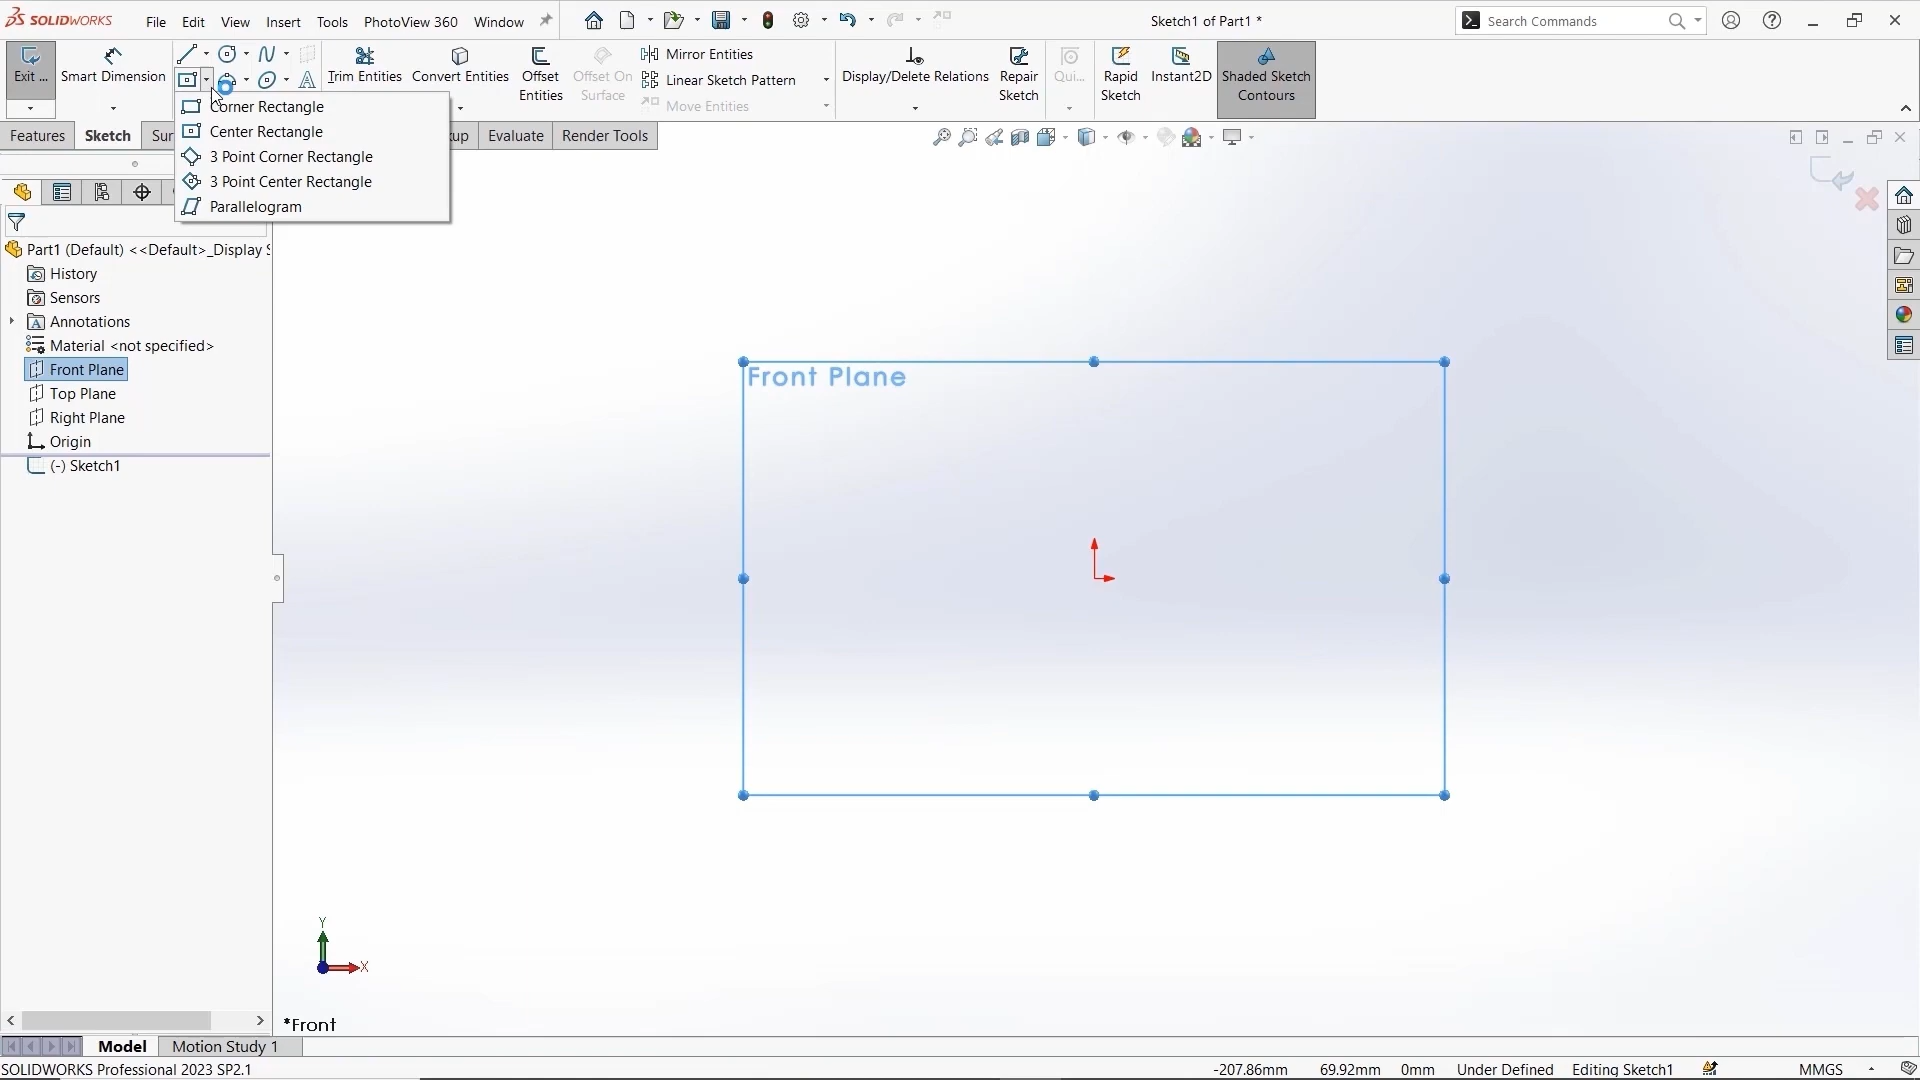 SOLIDWORKS File Edit View Insert Tools PhotoView 360 Window Sketch1 of Part1 * Search Commands
Exit ... Smart Dimension Trim Entities Convert Entities Offset Entities Offset On Surface Mirror Entities
Linear Sketch Pattern
Move Entities
Display/Delete Relations Repair Sketch Qui... Rapid Sketch Instant2D Shaded Sketch Contours
Corner Rectangle
Center Rectangle
3 Point Corner Rectangle
3 Point Center Rectangle
Parallelogram
Features Sketch Sur kup Evaluate Render Tools
Part1 (Default) <<Default>_Display S
History
Sensors
Annotations
Material <not specified>
Front Plane
Top Plane
Right Plane
Origin
(-) Sketch1
Front Plane
Y
X
*Front
Model Motion Study 1
SOLIDWORKS Professional 2023 SP2.1 -207.86mm 69.92mm 0mm Under Defined Editing Sketch1 MMGS